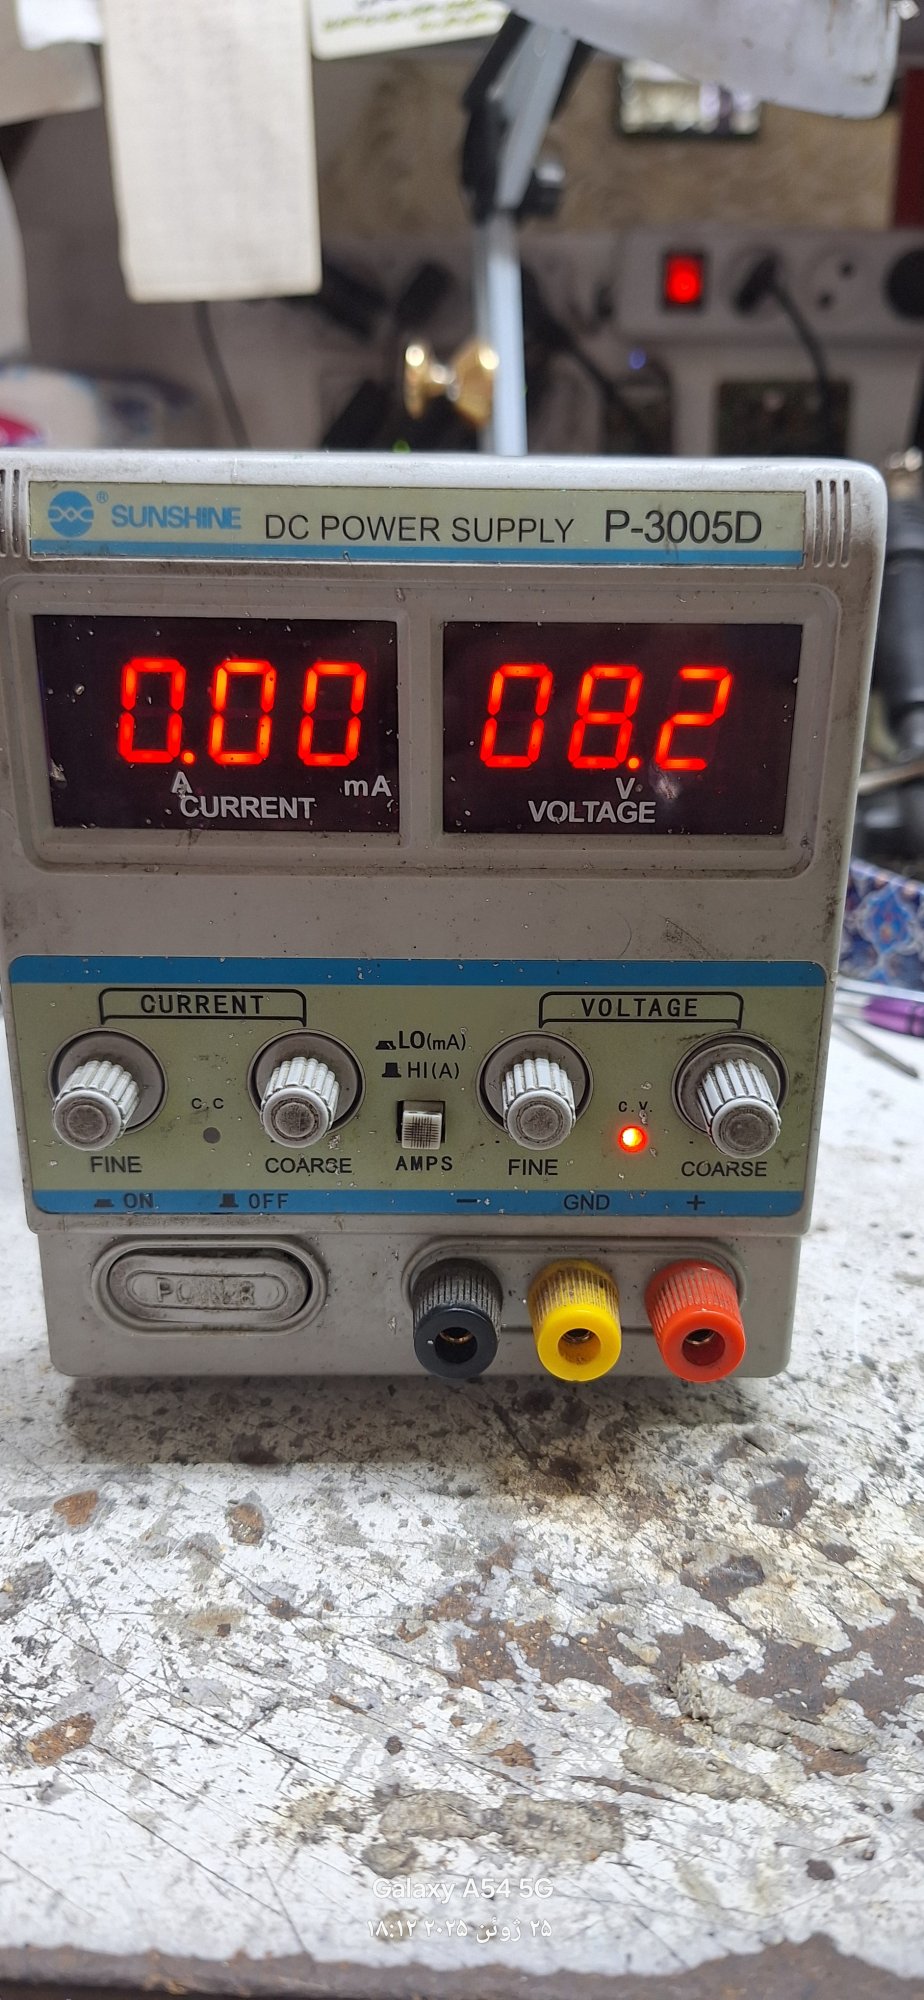 SUNSHINE ® DC POWER SUPPLY P-3005D
0.00 08.2
A mA V
CURRENT VOLTAGE
CURRENT VOLTAGE
LO(mA)
HI(A)
C.C C.V.
FINE COARSE AMPS FINE COARSE
ON OFF - GND +
POWER
Galaxy A54 5G
۲۵ ژوئن ۲۰۲۵ ۱۸:۱۲